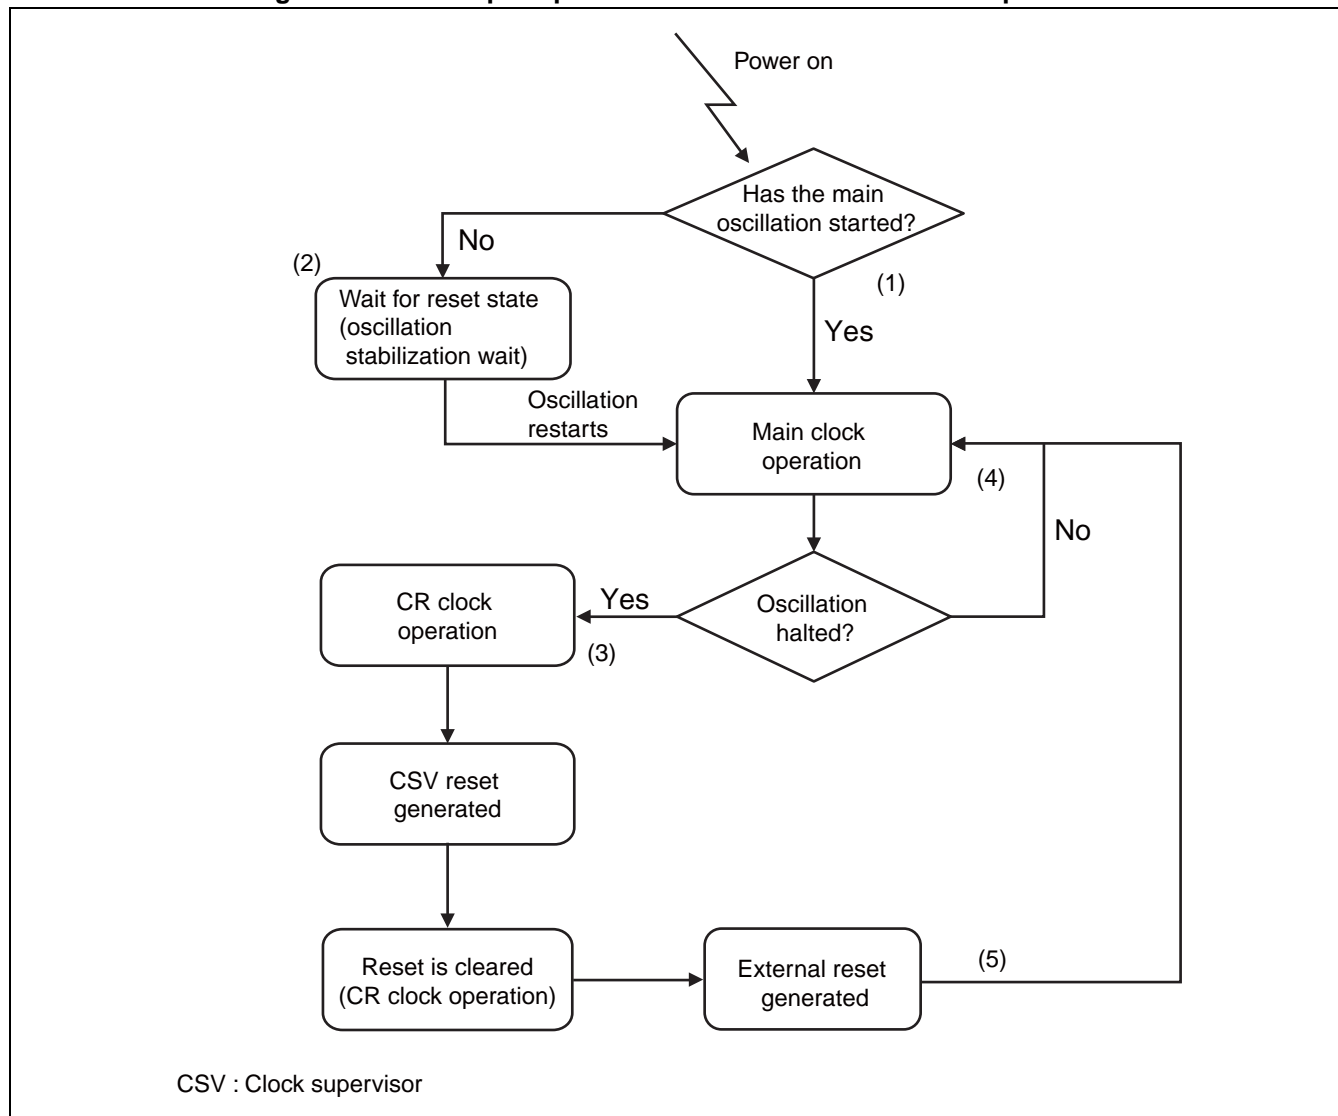 Power on
Has the main
oscillation started?
No
(1)
(2)
Wait for reset state
(oscillation
stabilization wait)
Yes
Oscillation
restarts
Main clock
operation
(4)
No
CR clock
operation
Yes
Oscillation
halted?
(3)
CSV reset
generated
Reset is cleared
(CR clock operation)
External reset
generated
(5)
CSV : Clock supervisor